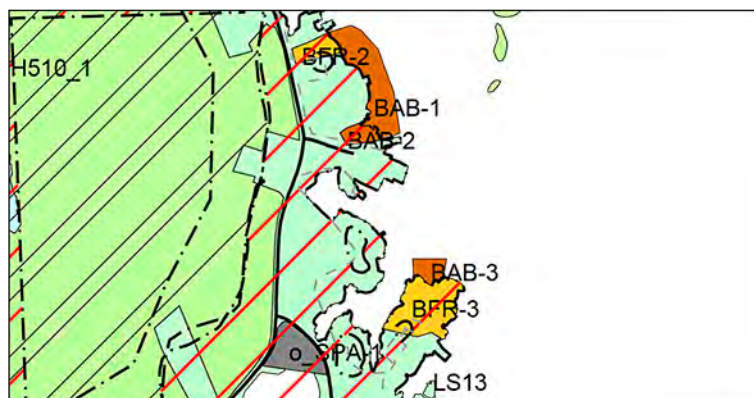 BFR-2
H510_1
BAB-1
BAB-2
BAB-3
BFR-3
o_SPA-1
LS13